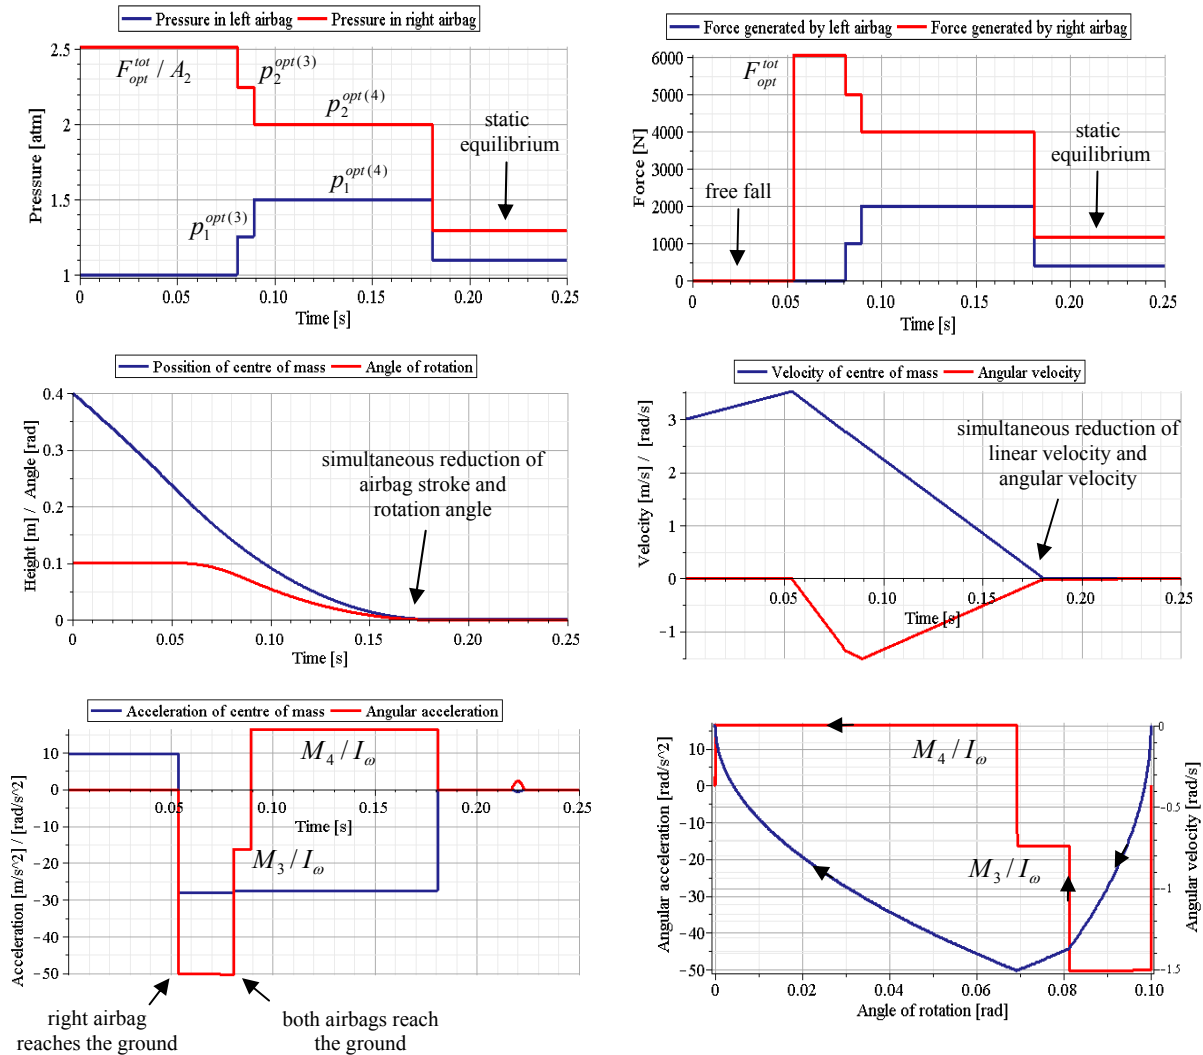 Pressure in left airbag Pressure in right airbag
2.5
2
1.5
1
Pressure [atm]
F_opt^tot / A_2
p_2^opt(3)
p_2^opt(4)
p_1^opt(4)
p_1^opt(3)
static
equilibrium
0 0.05 0.10 0.15 0.20 0.25
Time [s]
Force generated by left airbag Force generated by right airbag
6000
5000
4000
3000
2000
1000
0
Force [N]
F_opt^tot
free fall
static
equilibrium
0 0.05 0.10 0.15 0.20 0.25
Time [s]
Possition of centre of mass Angle of rotation
0.4
0.3
0.2
0.1
0
Height [m] / Angle [rad]
simultaneous reduction of
airbag stroke and
rotation angle
0 0.05 0.10 0.15 0.20 0.25
Time [s]
Velocity of centre of mass Angular velocity
3
2
1
0
-1
Velocity [m/s] / [rad/s]
simultaneous reduction of
linear velocity and
angular velocity
0.05 0.10 0.15 0.20 0.25
Time [s]
Acceleration of centre of mass Angular acceleration
10
0
-10
-20
-30
-40
-50
Acceleration [m/s^2] / [rad/s^2]
M_4 / I_ω
0.05 0.10 0.15 0.20 0.25
Time [s]
M_3 / I_ω
right airbag
reaches the ground
both airbags reach
the ground
10
0
-10
-20
-30
-40
-50
Angular acceleration [rad/s^2]
M_4 / I_ω
M_3 / I_ω
0
-0.5
-1
-1.5
Angular velocity [rad/s]
0 0.02 0.04 0.06 0.08 0.10
Angle of rotation [rad]